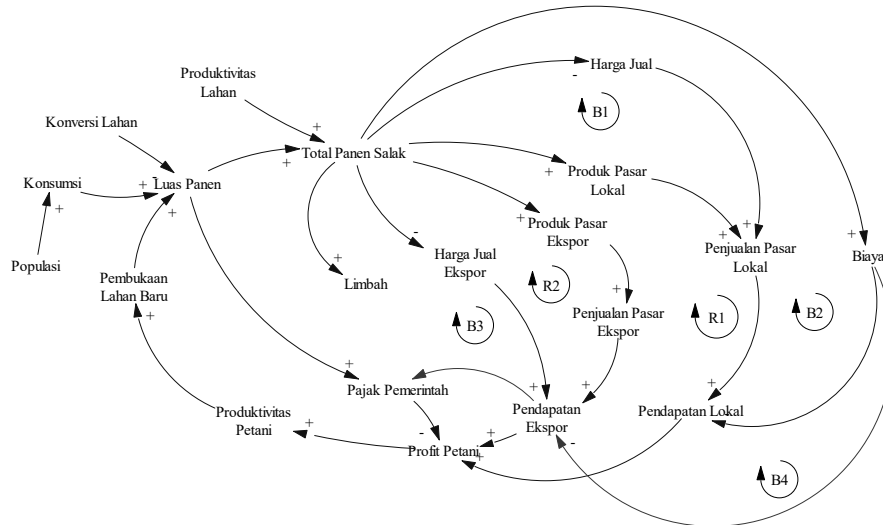 Harga Jual
B1
Produktivitas
Lahan
Konversi Lahan
Total Panen Salak
Konsumsi
Luas Panen
Produk Pasar
Lokal
Produk Pasar
Ekspor
Penjualan Pasar
Lokal
Biaya
Populasi
Pembukaan
Lahan Baru
Harga Jual
Ekspor
Limbah
R2
B3
Penjualan Pasar
Ekspor
R1
B2
Pajak Pemerintah
Produktivitas
Petani
Pendapatan
Ekspor
Pendapatan Lokal
Profit Petani
B4